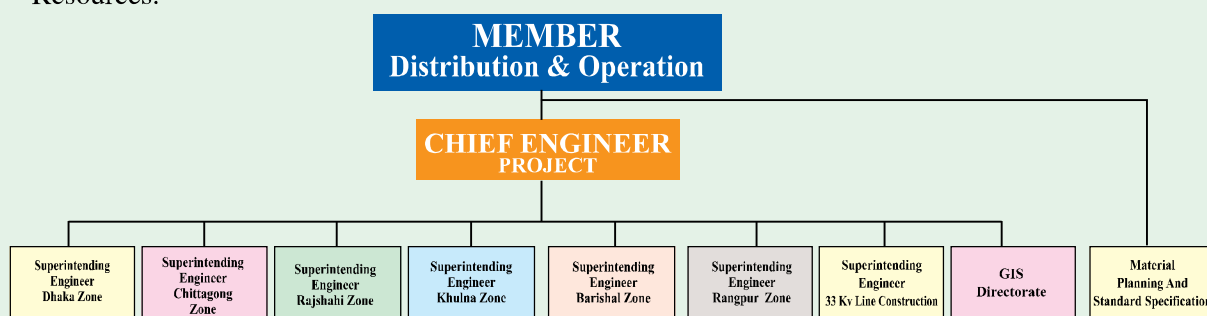 Resources.
MEMBER
Distribution & Operation
CHIEF ENGINEER
PROJECT
Superintending
Engineer
Dhaka Zone
Superintending
Engineer
Chittagong
Zone
Superintending
Engineer
Rajshahi Zone
Superintending
Engineer
Khulna Zone
Superintending
Engineer
Barishal Zone
Superintending
Engineer
Rangpur Zone
Superintending
Engineer
33 Kv Line Construction
GIS
Directorate
Material
Planning And
Standard Specification